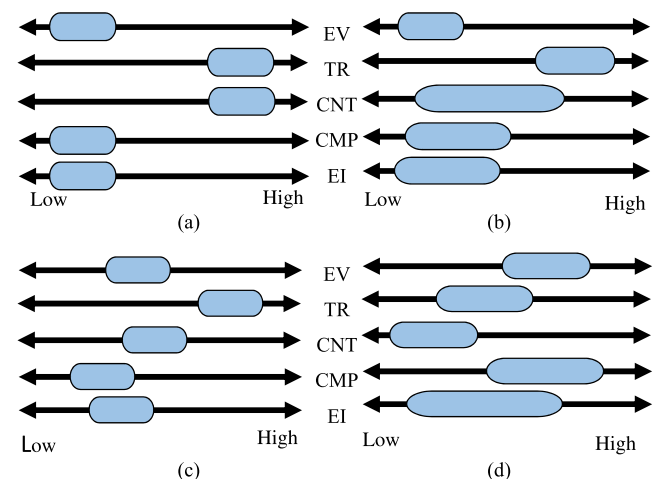 EV
TR
CNT
CMP
EI
Low High Low High
(a) (b)
EV
TR
CNT
CMP
EI
Low High Low High
(c) (d)